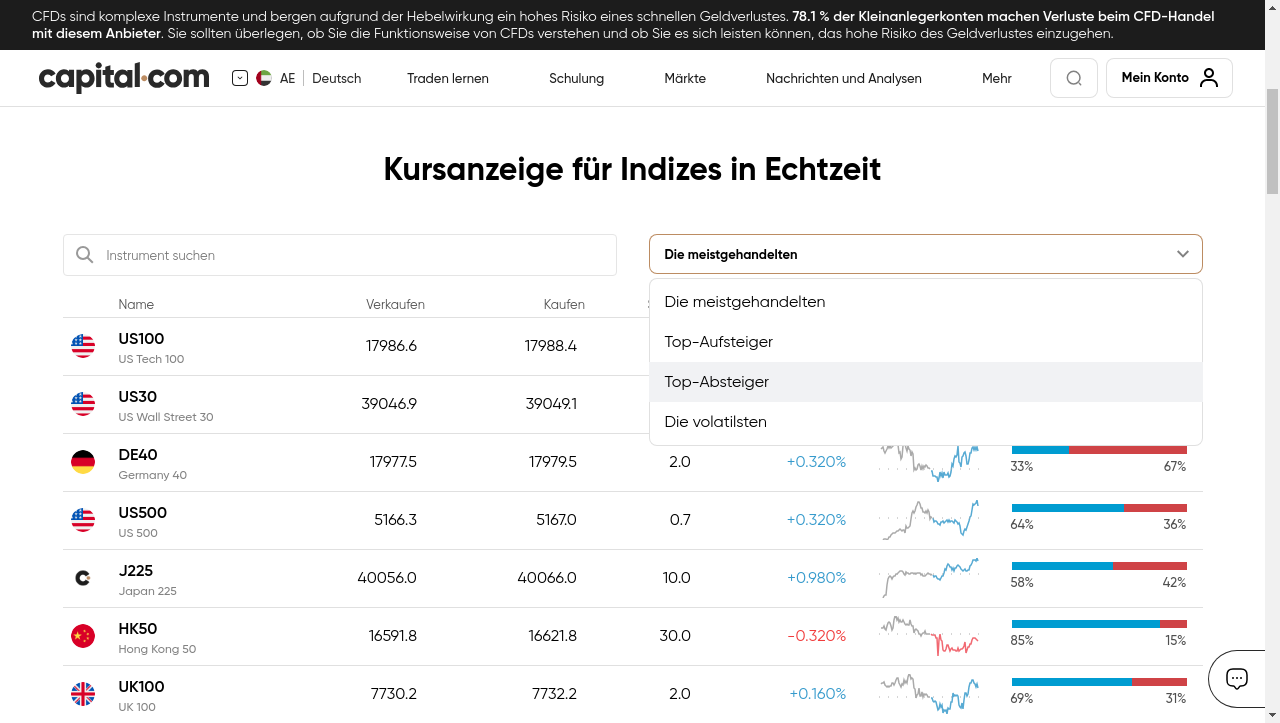 CFDs sind komplexe Instrumente und bergen aufgrund der Hebelwirkung ein hohes Risiko eines schnellen Geldverlustes. 78.1 % der Kleinanlegerkonten machen Verluste beim CFD-Handel
mit diesem Anbieter. Sie sollten überlegen, ob Sie die Funktionsweise von CFDs verstehen und ob Sie es sich leisten können, das hohe Risiko des Geldverlustes einzugehen.
capital.com AE Deutsch Traden lernen Schulung Märkte Nachrichten und Analysen Mehr Mein Konto
Kursanzeige für Indizes in Echtzeit
Instrument suchen
Die meistgehandelten
Die meistgehandelten
Top-Aufsteiger
Top-Absteiger
Die volatilsten
Name Verkaufen Kaufen
US100 17986.6 17988.4
US Tech 100
US30 39046.9 39049.1
US Wall Street 30
DE40 17977.5 17979.5 2.0 +0.320% 33% 67%
Germany 40
US500 5166.3 5167.0 0.7 +0.320% 64% 36%
US 500
J225 40056.0 40066.0 10.0 +0.980% 58% 42%
Japan 225
HK50 16591.8 16621.8 30.0 -0.320% 85% 15%
Hong Kong 50
UK100 7730.2 7732.2 2.0 +0.160% 69% 31%
UK 100